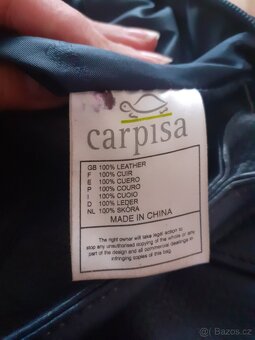 carpisa
GB 100% LEATHER
F 100% CUIR
E 100% CUERO
P 100% COURO
I 100% CUOIO
D 100% LEDER
NL 100% SKÓRA
MADE IN CHINA
The right owner will take legal action to
stop any unauthorised copying of the
shape of the whole or any part
and all commercial dealings in
infringing copies of this bag.
Bazos.cz